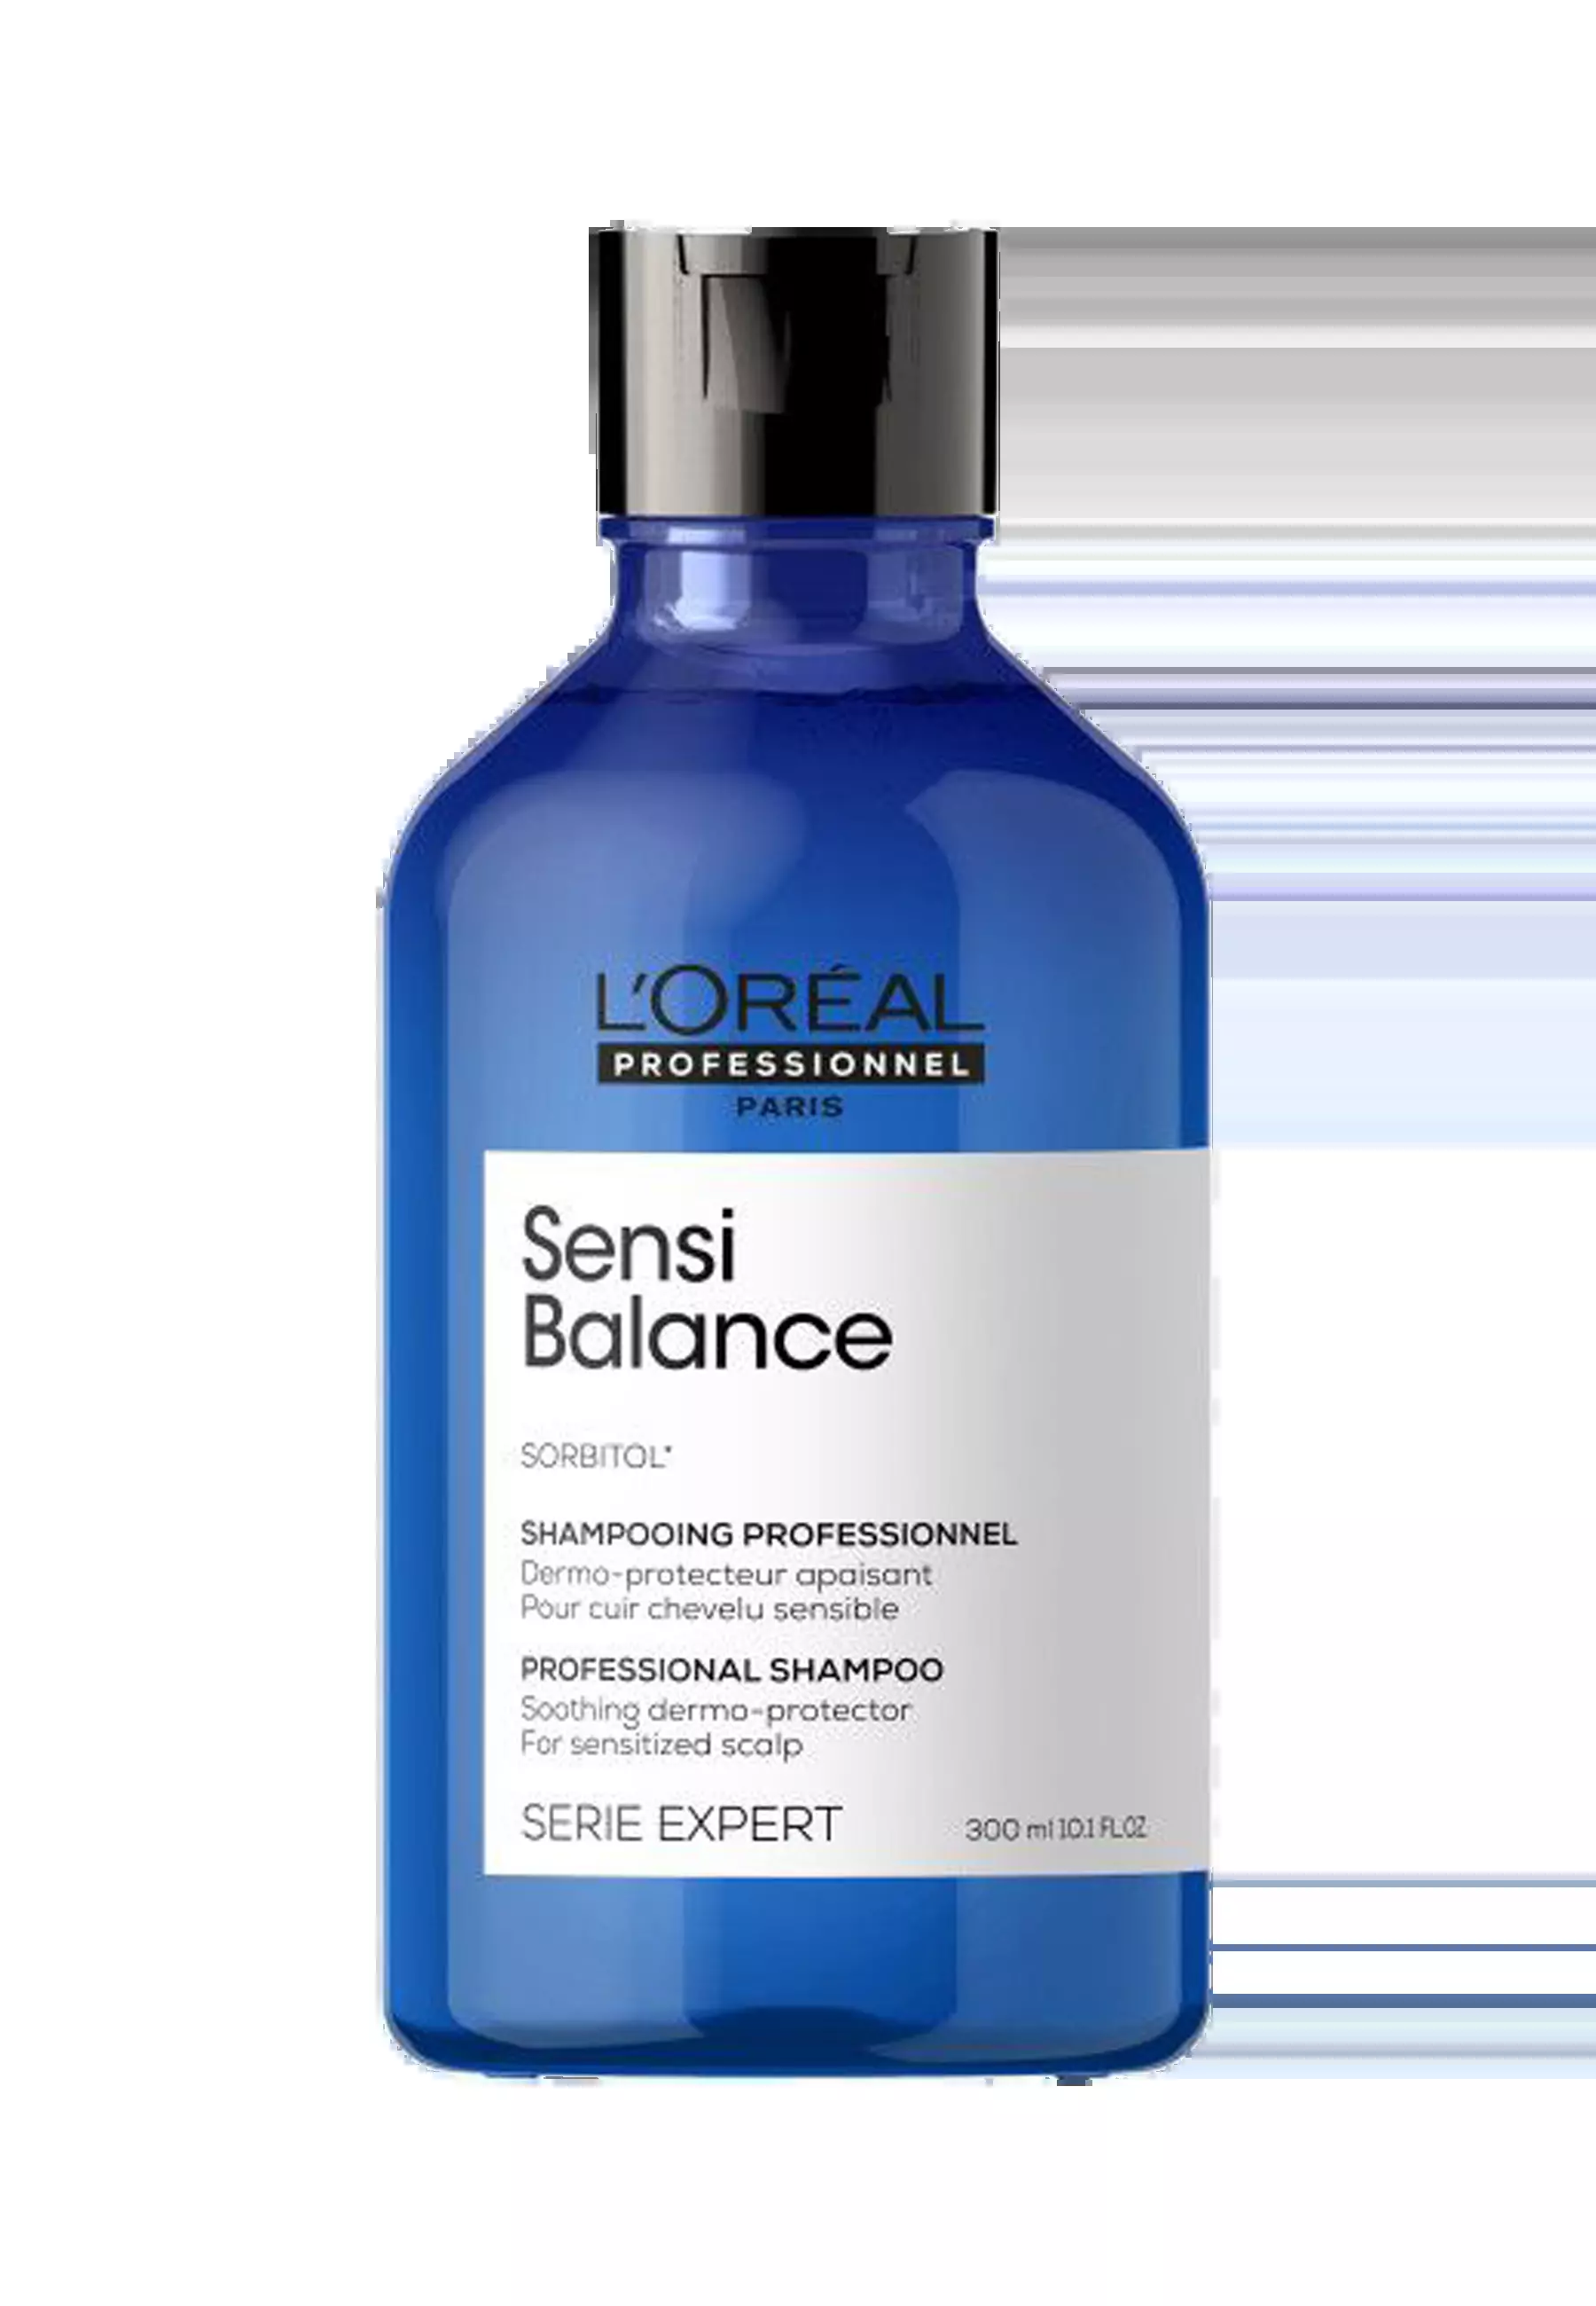 L'ORÉAL
PROFESSIONNEL
PARIS
Sensi
Balance
SORBITOL*
SHAMPOOING PROFESSIONNEL
Dermo-protecteur apaisant
Pour cuir chevelu sensible
PROFESSIONAL SHAMPOO
Soothing dermo-protector
For sensitized scalp
SERIE EXPERT
300 ml 10.1 FL.OZ